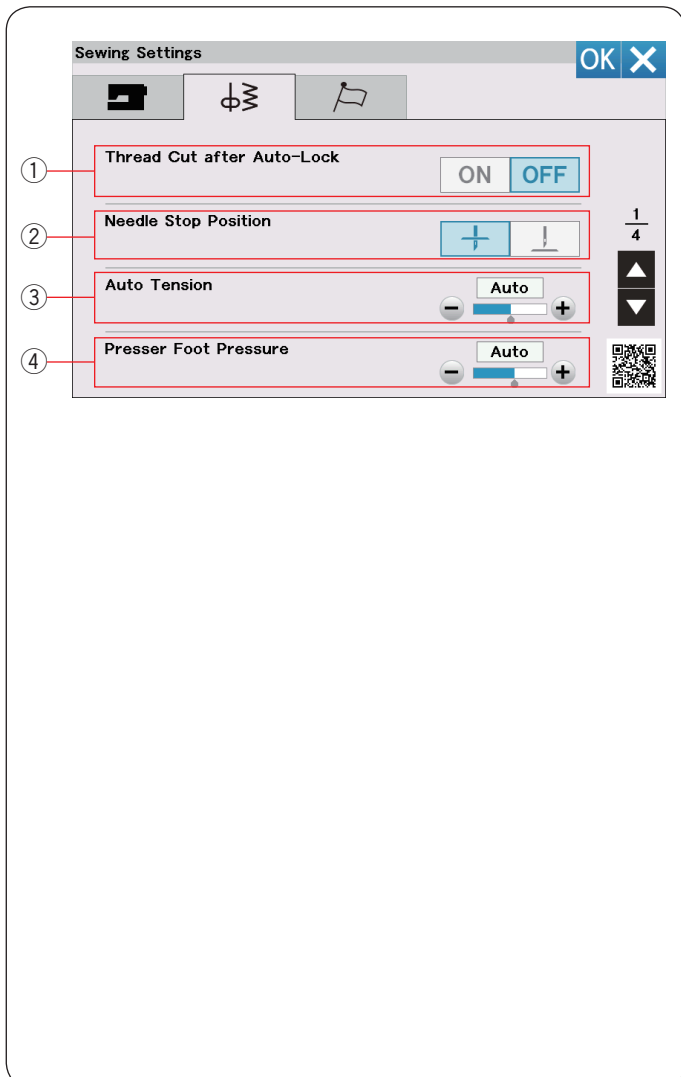 Sewing Settings
OK
① Thread Cut after Auto-Lock
ON OFF
② Needle Stop Position
1
4
③ Auto Tension
Auto
④ Presser Foot Pressure
Auto